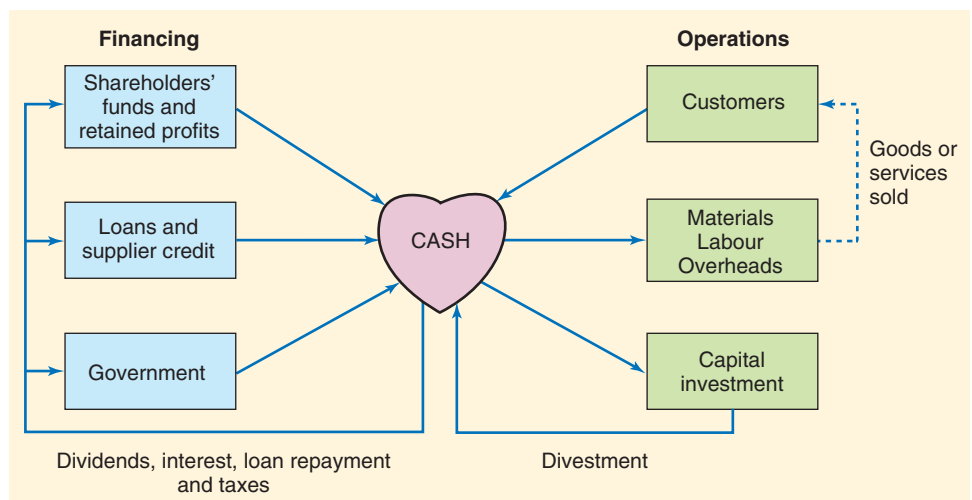 Financing
Operations
Shareholders'
funds and
retained profits
Customers
Goods or
services
sold
Loans and
supplier credit
CASH
Materials
Labour
Overheads
Government
Capital
investment
Dividends, interest, loan repayment
and taxes
Divestment